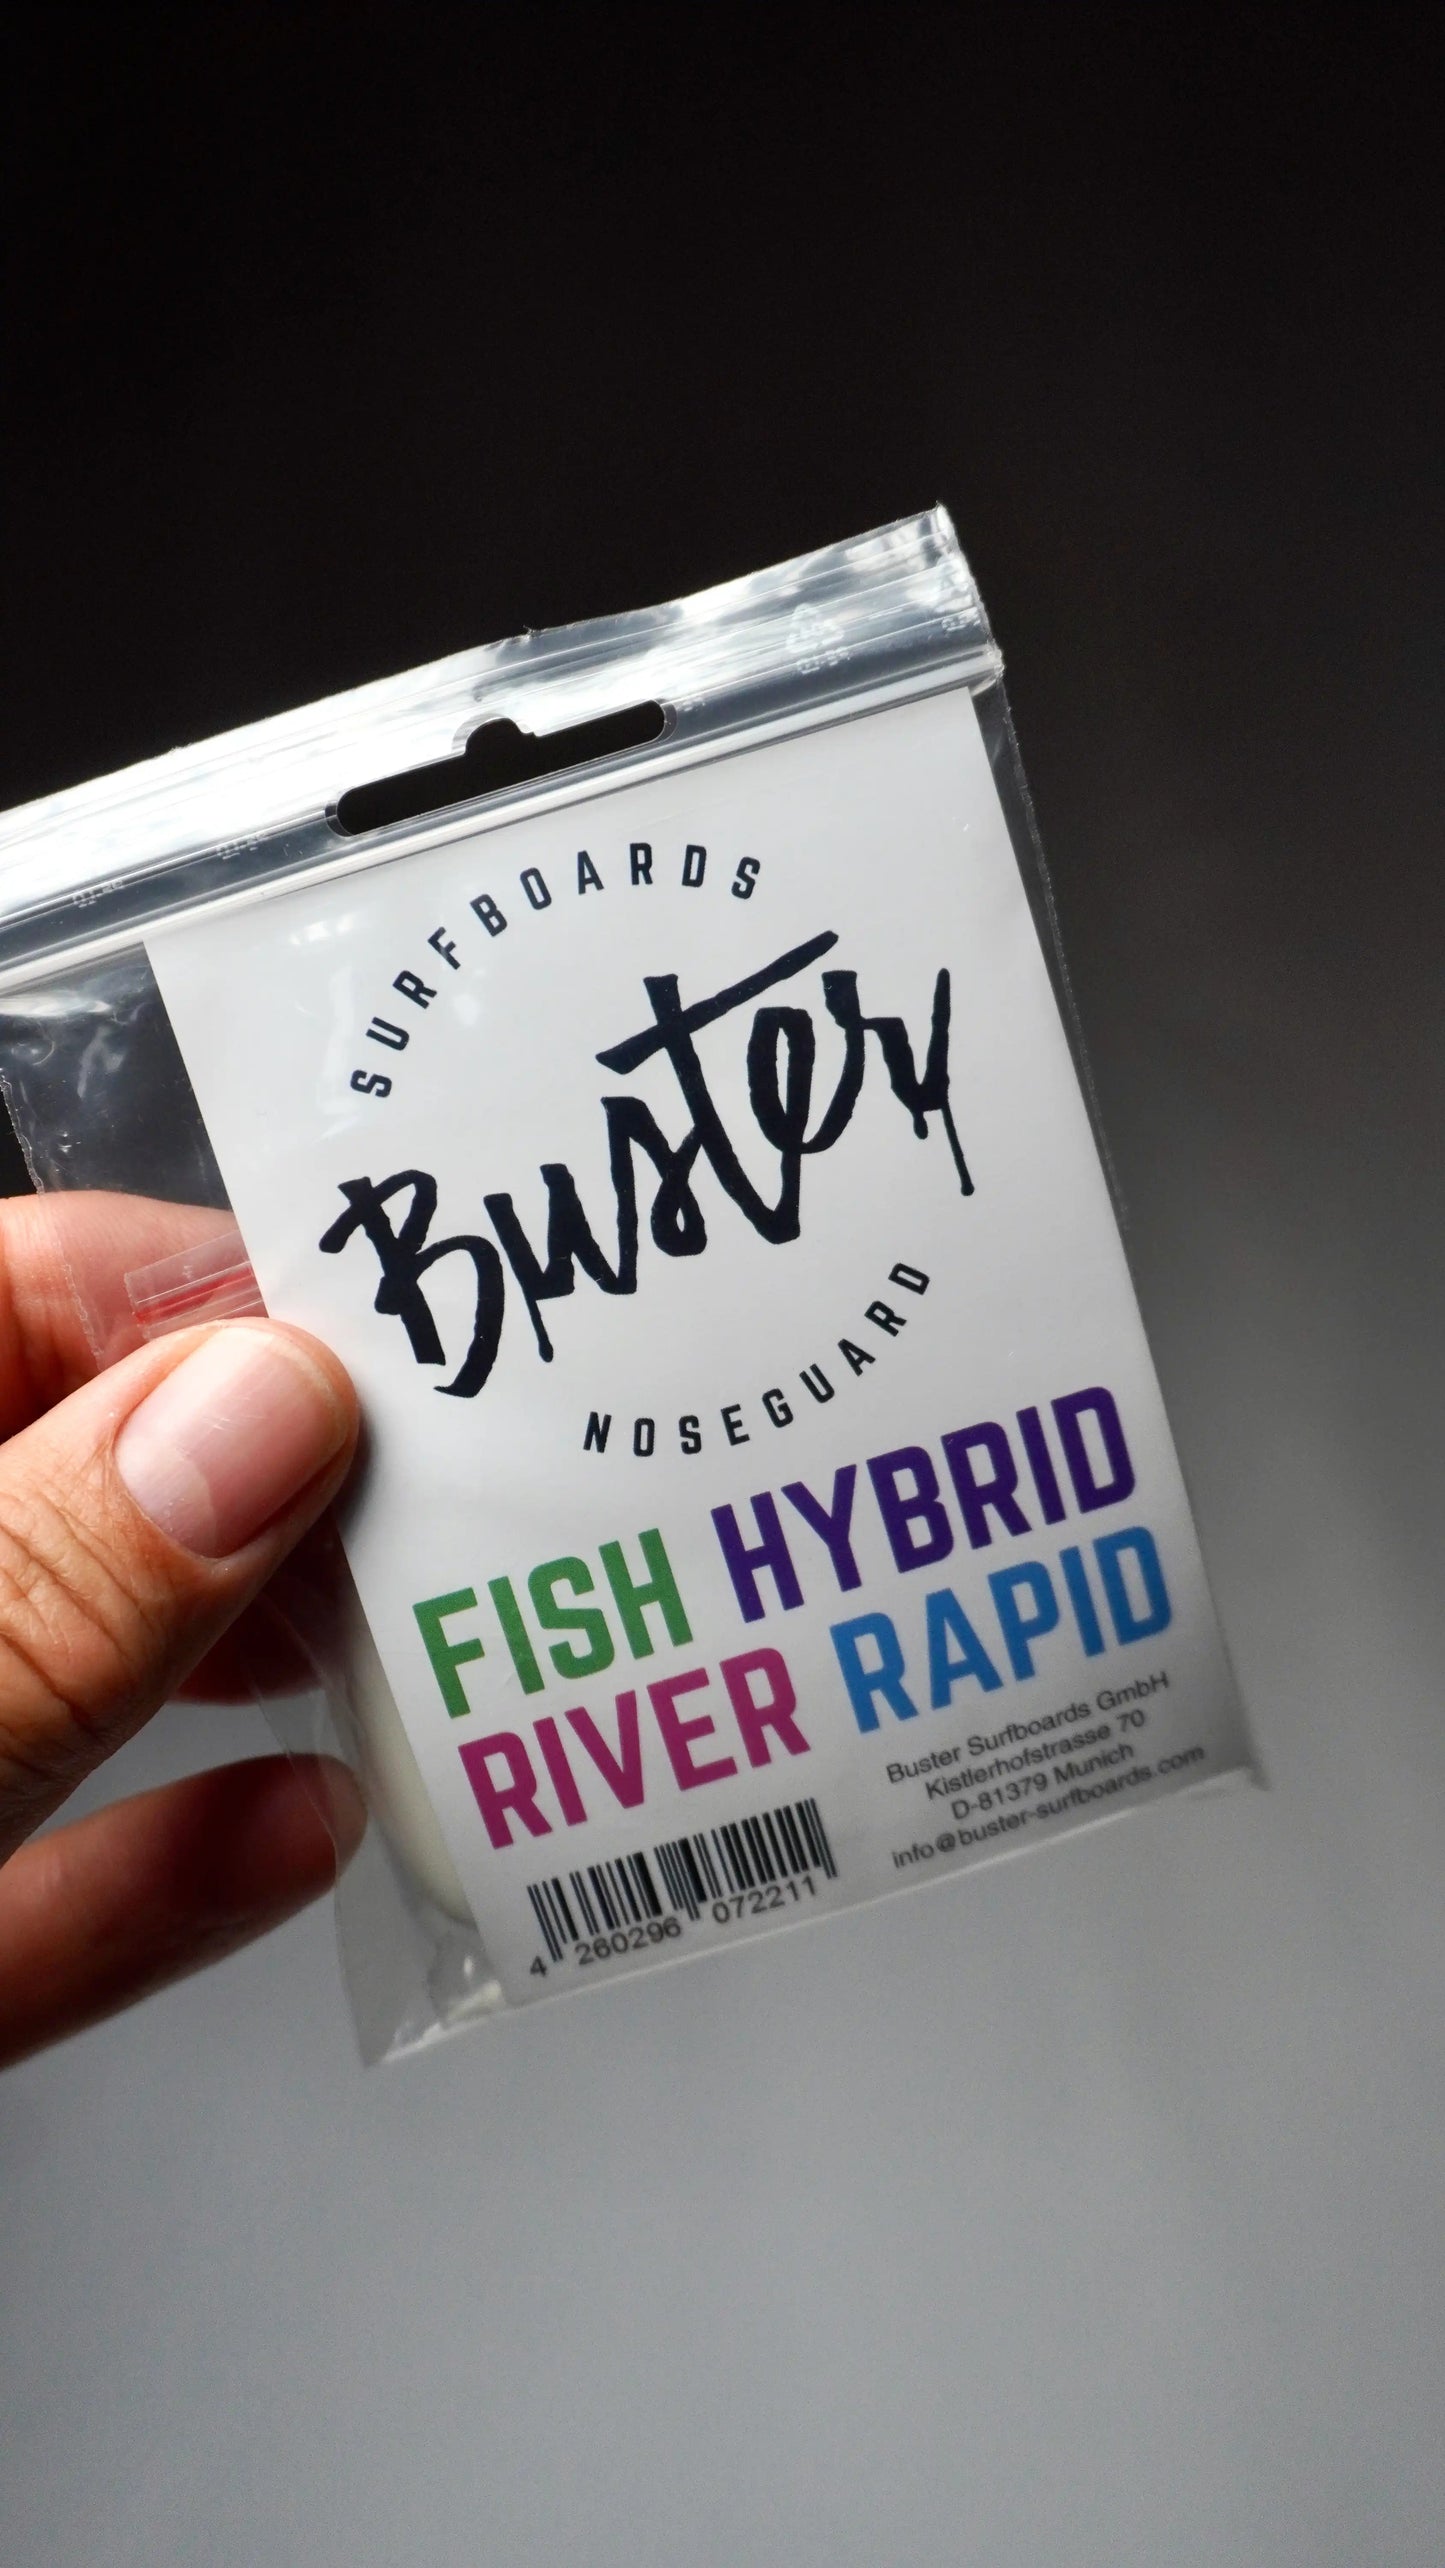 SURFBOARDS
Buster
NOSEGUARD
FISH HYBRID
RIVER RAPID
Buster Surfboards GmbH
Kistlerhofstrasse 70
D-81379 Munich
info@buster-surfboards.com
4 260296 072211